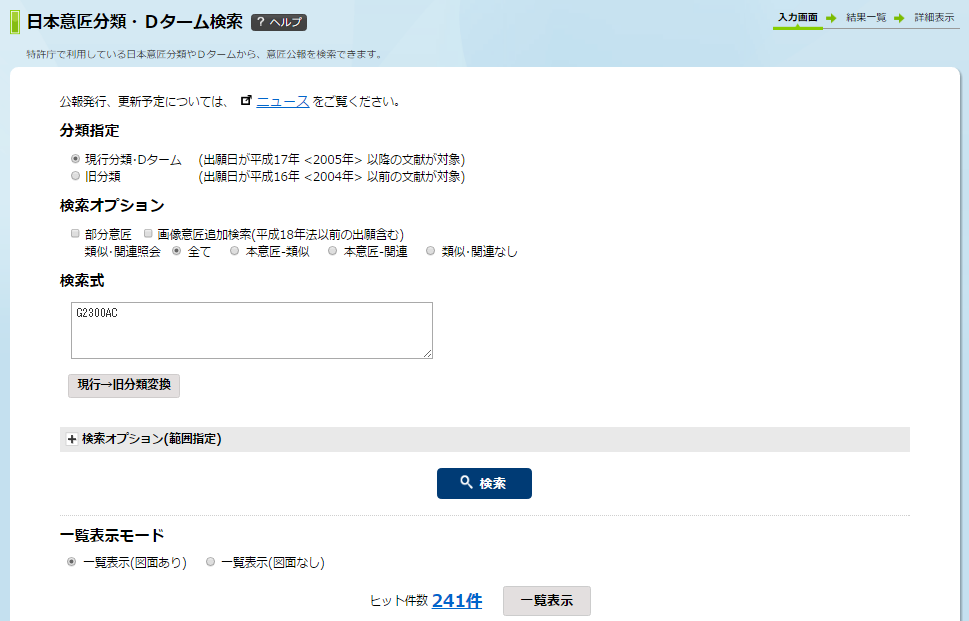 日本意匠分類・Dターム検索 ? ヘルプ
入力画面 結果一覧 詳細表示
特許庁で利用している日本意匠分類やDタームから、意匠公報を検索できます。
公報発行、更新予定については、 ニュース をご覧ください。
分類指定
現行分類・Dターム (出願日が平成17年 <2005年> 以降の文献が対象)
旧分類 (出願日が平成16年 <2004年> 以前の文献が対象)
検索オプション
部分意匠 画像意匠追加検索(平成18年法以前の出願含む)
類似・関連照会 全て 本意匠-類似 本意匠-関連 類似・関連なし
検索式
G2300AC
現行→旧分類変換
+ 検索オプション(範囲指定)
検索
一覧表示モード
一覧表示(図面あり) 一覧表示(図面なし)
ヒット件数 241件 一覧表示